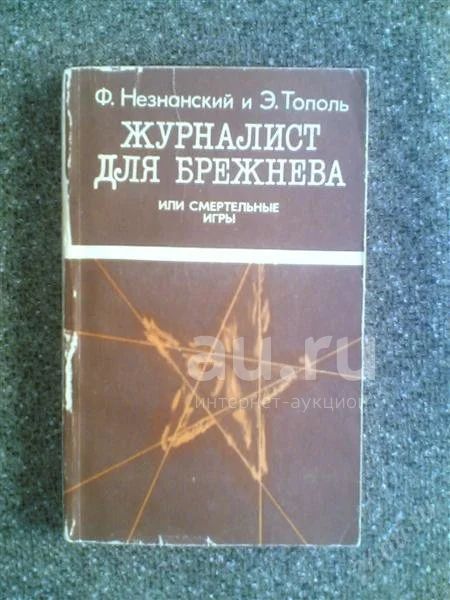 Ф. Незнанский и Э. Тополь
ЖУРНАЛИСТ
ДЛЯ БРЕЖНЕВА
ИЛИ СМЕРТЕЛЬНЫЕ
ИГРЫ
au.ru
интернет-аукцион